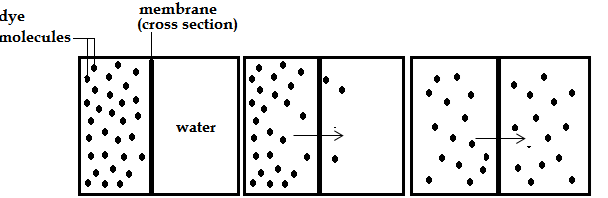 dye
molecules
membrane
(cross section)
water